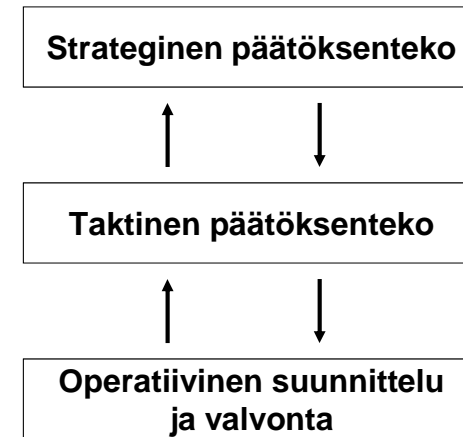 Strateginen päätöksenteko
Taktinen päätöksenteko
Operatiivinen suunnittelu
ja valvonta